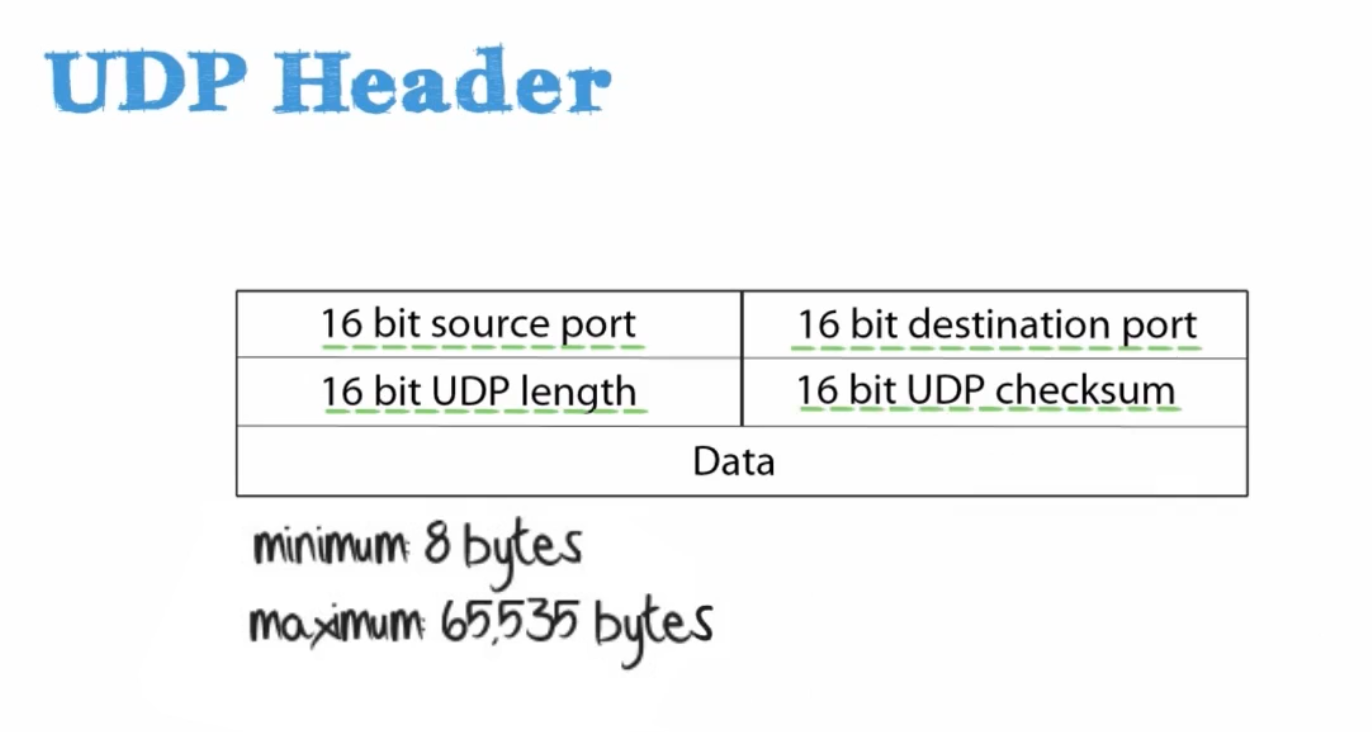 UDP Header
16 bit source port 16 bit destination port
16 bit UDP length 16 bit UDP checksum
Data
minimum 8 bytes
maximum 65,535 bytes